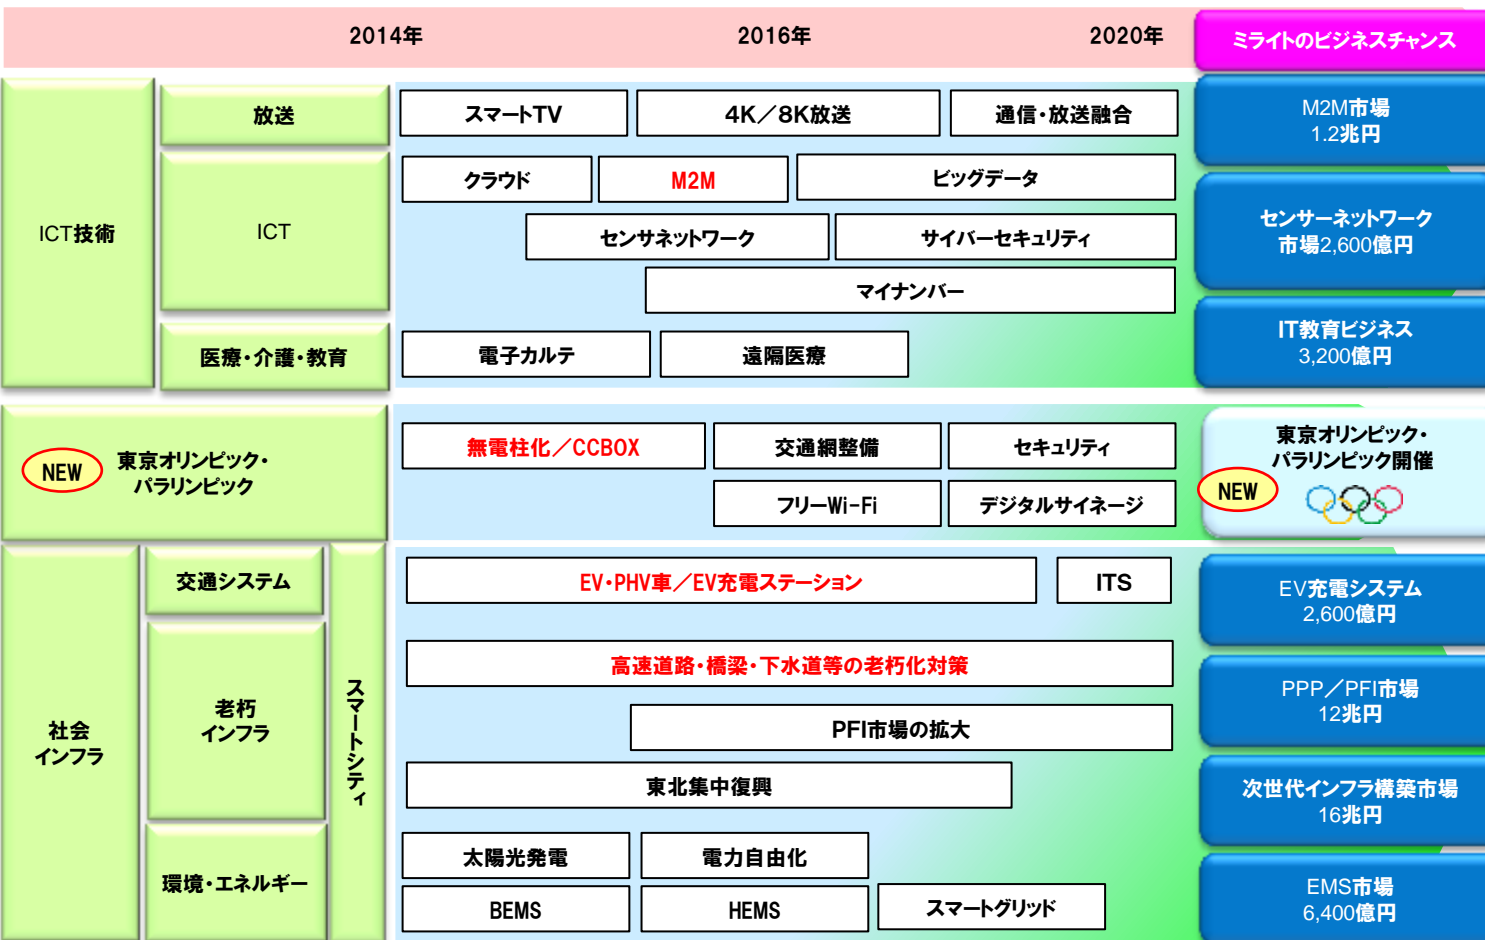 2014年
2016年
2020年
ミライトのビジネスチャンス
ICT技術
放送
スマートTV
4K／8K放送
通信・放送融合
M2M市場
1.2兆円
ICT
クラウド
M2M
ビッグデータ
センサネットワーク
サイバーセキュリティ
マイナンバー
センサーネットワーク
市場2,600億円
医療・介護・教育
電子カルテ
遠隔医療
IT教育ビジネス
3,200億円
NEW
東京オリンピック・
パラリンピック
無電柱化／CCBOX
交通網整備
セキュリティ
フリーWi-Fi
デジタルサイネージ
東京オリンピック・
パラリンピック開催
NEW
社会
インフラ
スマートシティ
交通システム
EV・PHV車／EV充電ステーション
ITS
EV充電システム
2,600億円
老朽
インフラ
高速道路・橋梁・下水道等の老朽化対策
PFI市場の拡大
東北集中復興
PPP／PFI市場
12兆円
次世代インフラ構築市場
16兆円
環境・エネルギー
太陽光発電
電力自由化
BEMS
HEMS
スマートグリッド
EMS市場
6,400億円